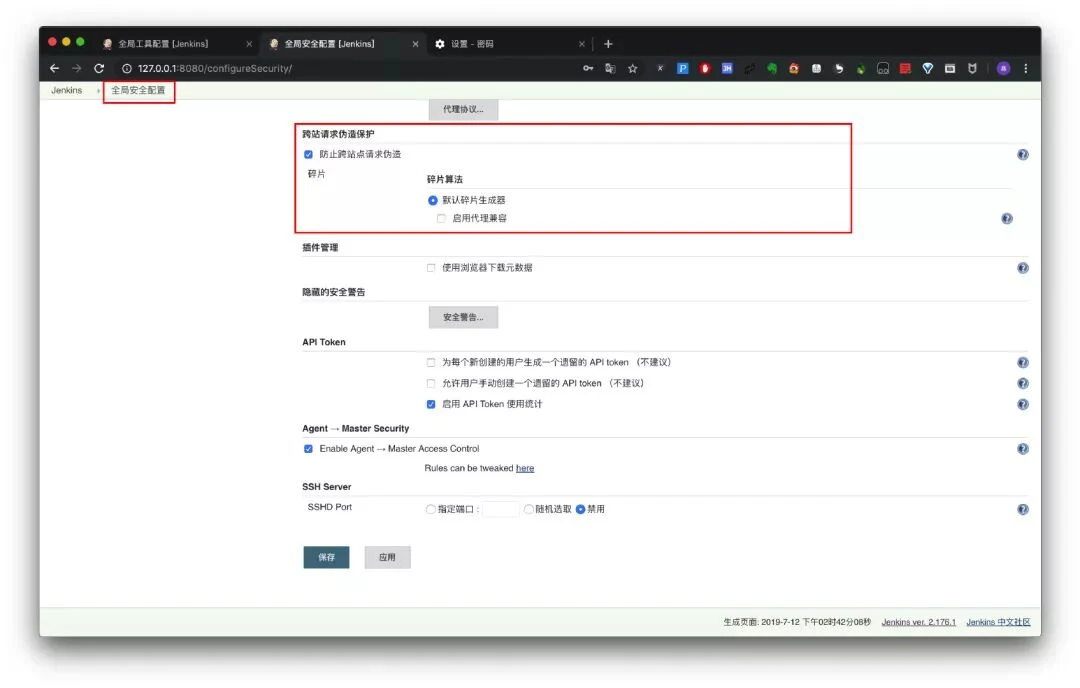 全局工具配置 [Jenkins]
全局安全配置 [Jenkins]
设置 - 密码
127.0.0.1:8080/configureSecurity/
Jenkins
全局安全配置
代理协议...
跨站请求伪造保护
防止跨站点请求伪造
碎片
碎片算法
默认碎片生成器
启用代理兼容
插件管理
使用浏览器下载元数据
隐藏的安全警告
安全警告...
API Token
为每个新创建的用户生成一个遗留的 API token （不建议）
允许用户手动创建一个遗留的 API token （不建议）
启用 API Token 使用统计
Agent → Master Security
Enable Agent → Master Access Control
Rules can be tweaked here
SSH Server
SSHD Port 指定端口 : 随机选取 禁用
保存 应用
生成页面: 2019-7-12 下午02时42分08秒 Jenkins ver. 2.176.1 Jenkins 中文社区